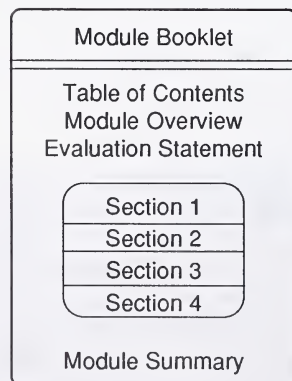 Module Booklet
Table of Contents
Module Overview
Evaluation Statement
Section 1
Section 2
Section 3
Section 4
Module Summary